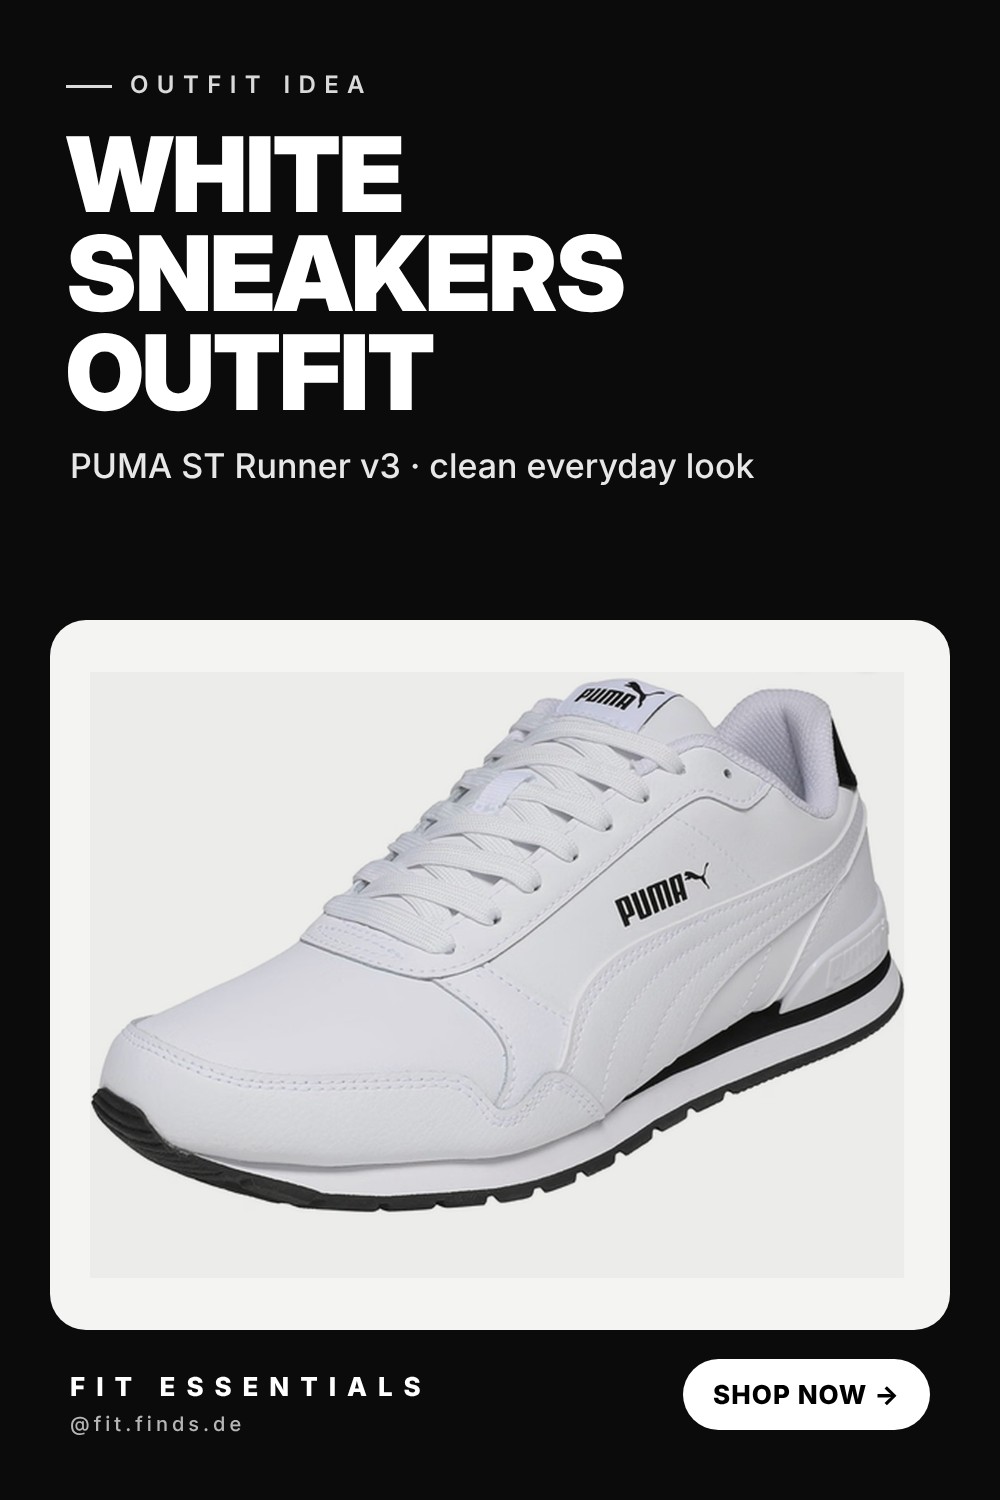 OUTFIT IDEA
WHITE
SNEAKERS
OUTFIT
PUMA ST Runner v3 · clean everyday look
PUMA
PUMA
FIT ESSENTIALS
@fit.finds.de
SHOP NOW →